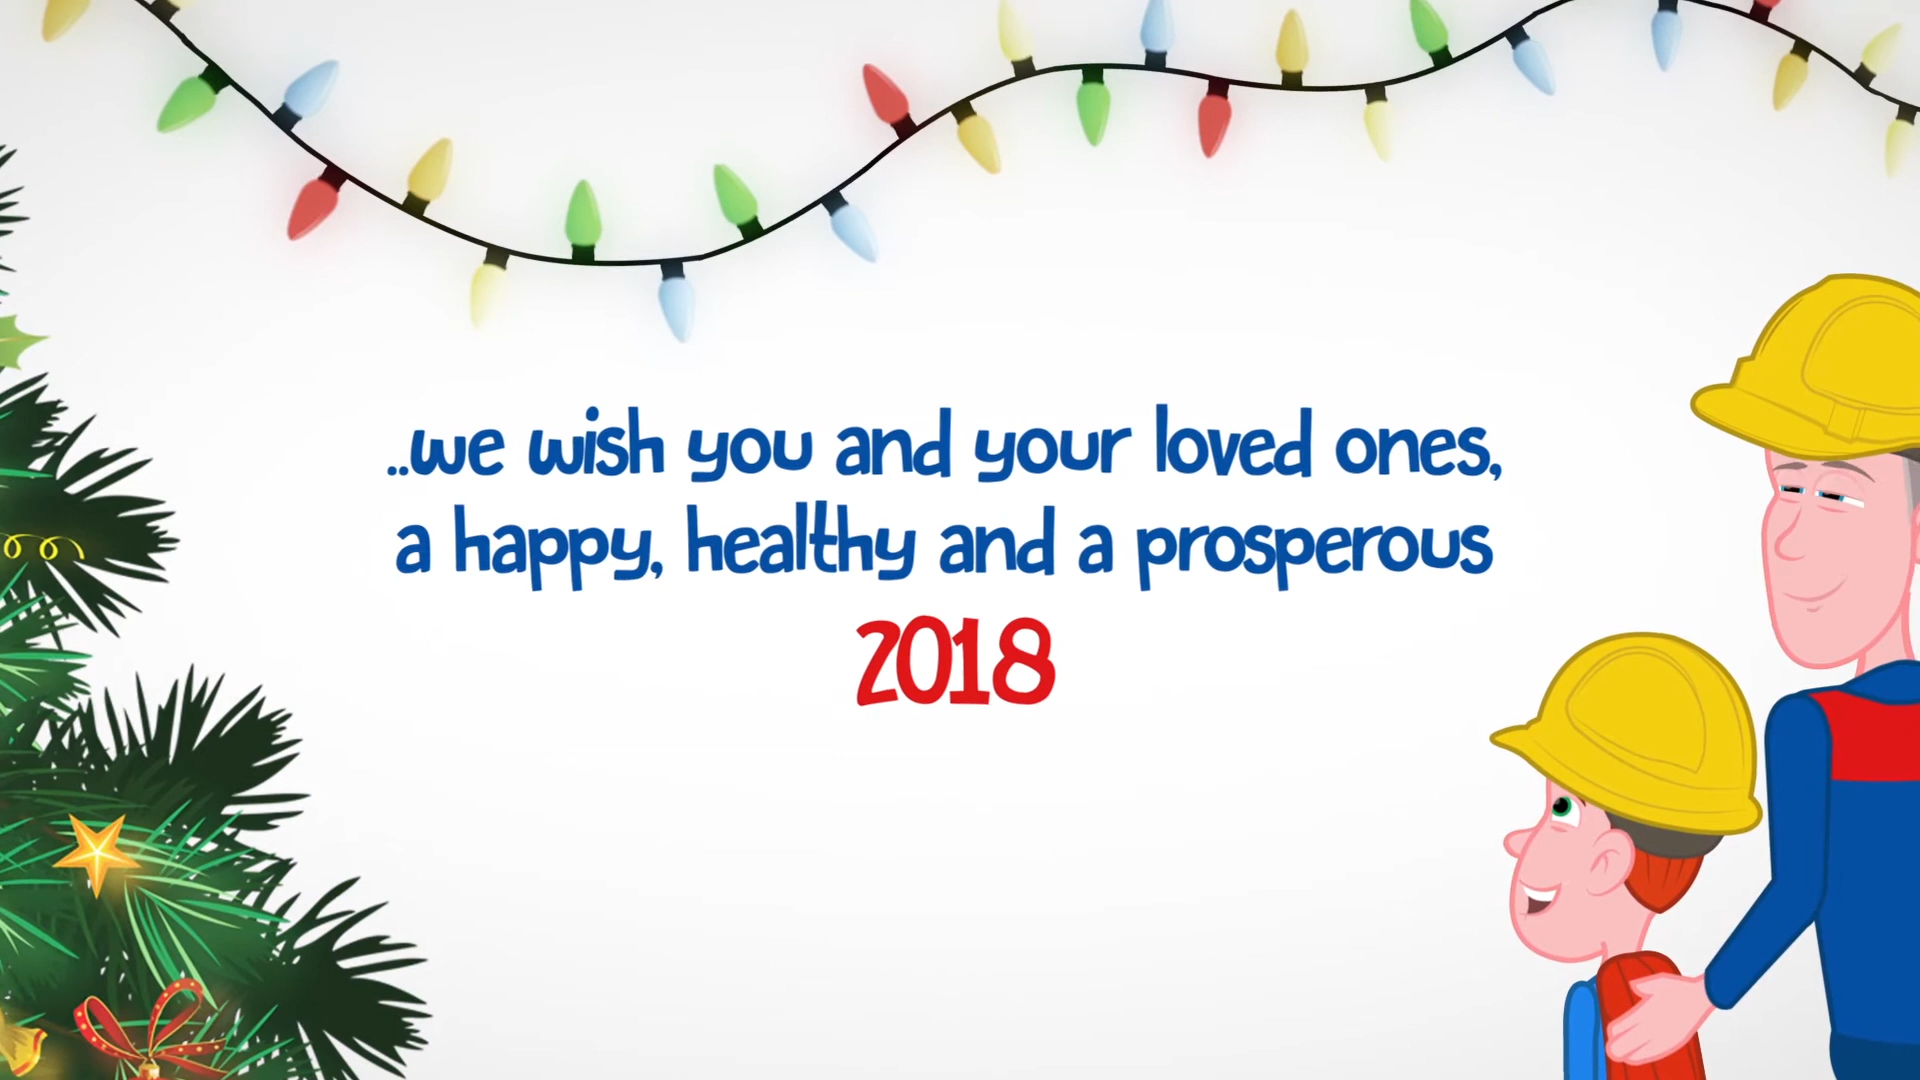 ..we wish you and your loved ones,
a happy, healthy and a prosperous
2018